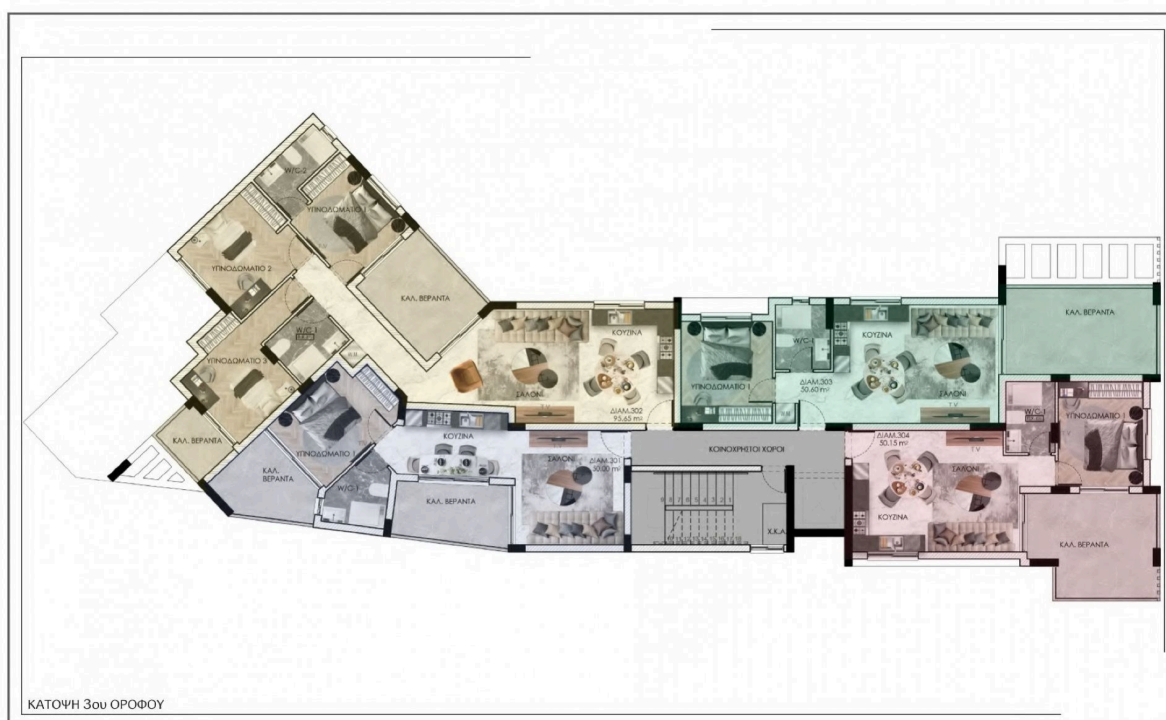 W/C-2
ΥΠΝΟΔΩΜΑΤΙΟ 1
ΥΠΝΟΔΩΜΑΤΙΟ 2
ΚΑΛ. ΒΕΡΑΝΤΑ
W/C-1
ΥΠΝΟΔΩΜΑΤΙΟ 3
ΚΑΛ. ΒΕΡΑΝΤΑ
ΚΟΥΖΙΝΑ
ΣΑΛΟΝΙ
T.V
ΔΙΑΜ.302
95.65 m²
ΥΠΝΟΔΩΜΑΤΙΟ 1
W/C-1
ΔΙΑΜ.303
50.60 m²
ΚΟΥΖΙΝΑ
ΣΑΛΟΝΙ
T.V
ΚΑΛ. ΒΕΡΑΝΤΑ
ΥΠΝΟΔΩΜΑΤΙΟ 1
ΚΑΛ.
ΒΕΡΑΝΤΑ
W/C-1
ΚΟΥΖΙΝΑ
ΚΑΛ. ΒΕΡΑΝΤΑ
ΣΑΛΟΝΙ
ΔΙΑΜ.301
ΚΟΙΝΟΧΡΗΣΤΟΙ ΧΩΡΟΙ
Χ.Κ.Α
ΔΙΑΜ.304
50.15 m²
T.V
ΣΑΛΟΝΙ
ΚΟΥΖΙΝΑ
W/C-1
ΥΠΝΟΔΩΜΑΤΙΟ 1
ΚΑΛ. ΒΕΡΑΝΤΑ
ΚΑΤΟΨΗ 3ου ΟΡΟΦΟΥ